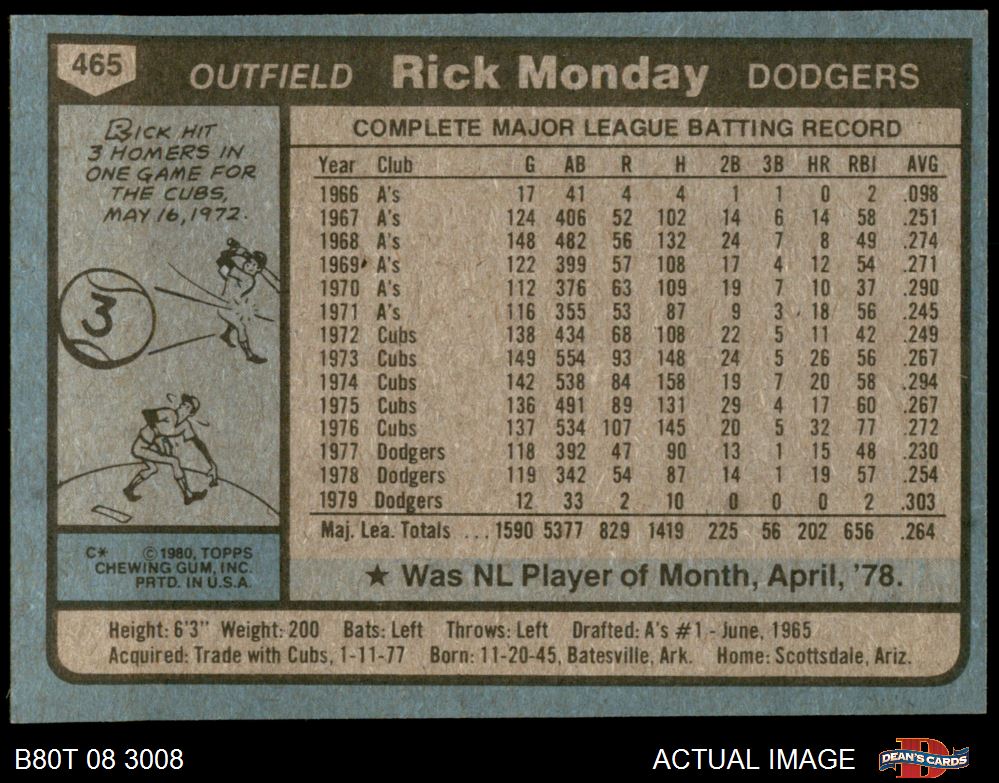 465 OUTFIELD Rick Monday DODGERS
RICK HIT
3 HOMERS IN
ONE GAME FOR
THE CUBS,
MAY 16, 1972.
3
COMPLETE MAJOR LEAGUE BATTING RECORD
Year Club G AB R H 2B 3B HR RBI AVG
1966 A's 17 41 4 4 1 1 0 2 .098
1967 A's 124 406 52 102 14 6 14 58 .251
1968 A's 148 482 56 132 24 7 8 49 .274
1969 A's 122 399 57 108 17 4 12 54 .271
1970 A's 112 376 63 109 19 7 10 37 .290
1971 A's 116 355 53 87 9 3 18 56 .245
1972 Cubs 138 434 68 108 22 5 11 42 .249
1973 Cubs 149 554 93 148 24 5 26 56 .267
1974 Cubs 142 538 84 158 19 7 20 58 .294
1975 Cubs 136 491 89 131 29 4 17 60 .267
1976 Cubs 137 534 107 145 20 5 32 77 .272
1977 Dodgers 118 392 47 90 13 1 15 48 .230
1978 Dodgers 119 342 54 87 14 1 19 57 .254
1979 Dodgers 12 33 2 10 0 0 0 2 .303
Maj. Lea. Totals ... 1590 5377 829 1419 225 56 202 656 .264
★ Was NL Player of Month, April, '78.
C* ©1980, TOPPS
CHEWING GUM, INC.
PRTD. IN U.S.A.
Height: 6'3" Weight: 200 Bats: Left Throws: Left Drafted: A's #1 - June, 1965
Acquired: Trade with Cubs, 1-11-77 Born: 11-20-45, Batesville, Ark. Home: Scottsdale, Ariz.
B80T 08 3008 ACTUAL IMAGE DEAN'S CARDS